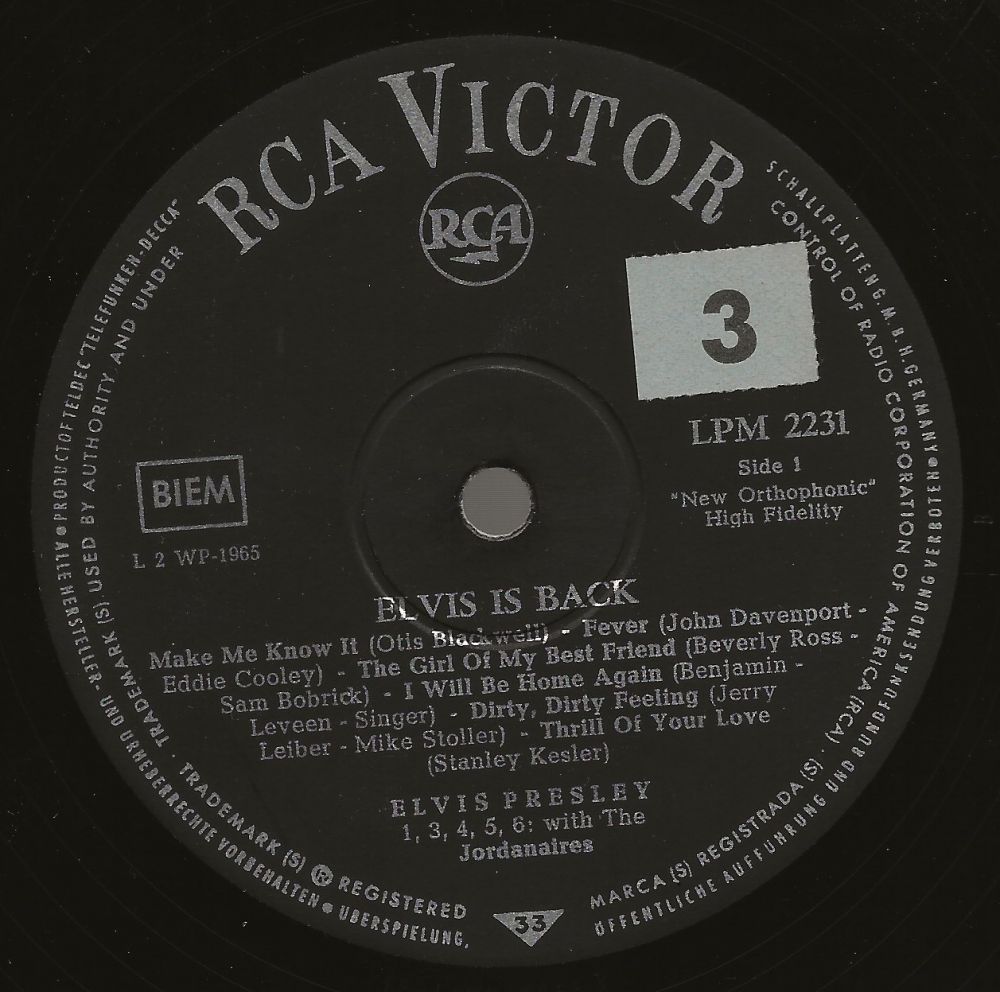 RCA VICTOR
RCA
3
LPM 2231
Side 1
"New Orthophonic"
High Fidelity
BIEM
L 2 WP-1965
ELVIS IS BACK
Make Me Know It (Otis Blackwell) - Fever (John Davenport -
Eddie Cooley) - The Girl Of My Best Friend (Beverly Ross -
Sam Bobrick) - I Will Be Home Again (Benjamin -
Leveen - Singer) - Dirty, Dirty Feeling (Jerry
Leiber - Mike Stoller) - Thrill Of Your Love
(Stanley Kesler)
ELVIS PRESLEY
1, 3, 4, 5, 6: with The
Jordanaires
33
TRADEMARK (S) ® REGISTERED
MARCA (S) REGISTRADA (S) .
TRADEMARK (S) USED BY AUTHORITY AND UNDER
CONTROL OF RADIO CORPORATION OF AMERICA (RCA) .
PRODUCT OF TELDEC "TELEFUNKEN-DECCA"
SCHALLPLATTEN G.M.B.H. GERMANY •
ALLE HERSTELLER- UND URHEBERRECHTE VORBEHALTEN • ÜBERSPIELUNG,
ÖFFENTLICHE AUFFÜHRUNG UND RUNDFUNKSENDUNG VERBOTEN •